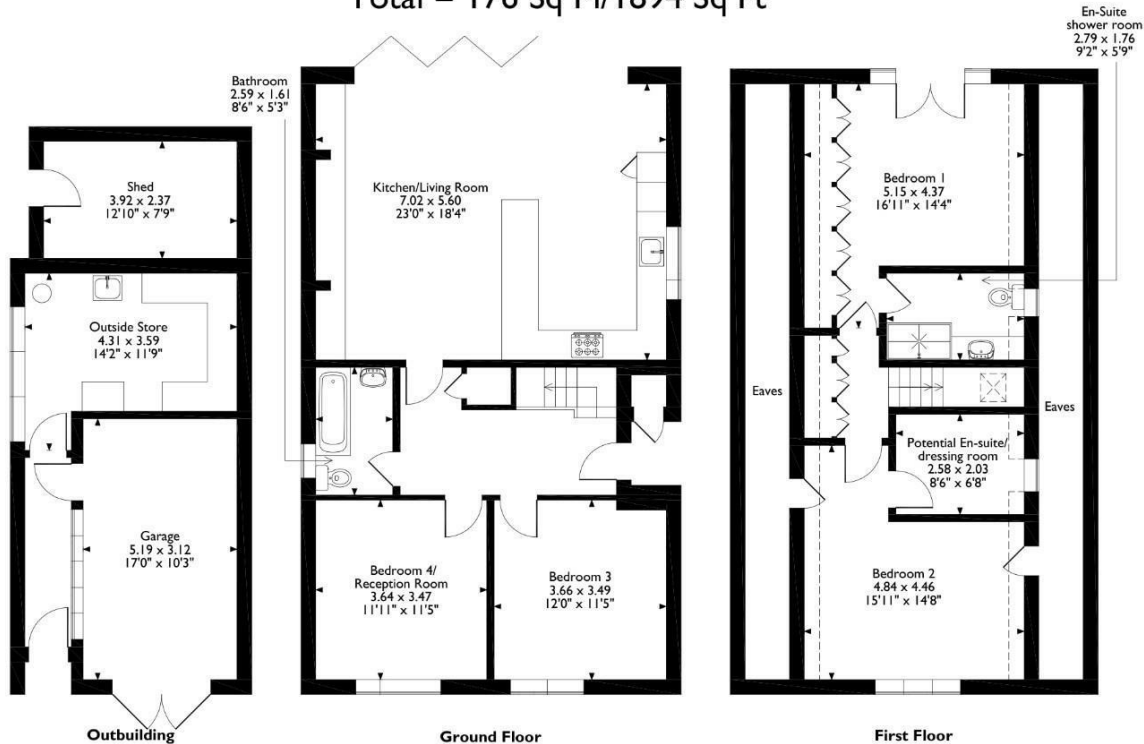 Total = 176 Sq M/1894 Sq Ft
En-Suite
shower room
2.79 x 1.76
9'2" x 5'9"
Bathroom
2.59 x 1.61
8'6" x 5'3"
Shed
3.92 x 2.37
12'10" x 7'9"
Outside Store
4.31 x 3.59
14'2" x 11'9"
Garage
5.19 x 3.12
17'0" x 10'3"
Outbuilding
Kitchen/Living Room
7.02 x 5.60
23'0" x 18'4"
Bedroom 4/
Reception Room
3.64 x 3.47
11'11" x 11'5"
Bedroom 3
3.66 x 3.49
12'0" x 11'5"
Ground Floor
Bedroom 1
5.15 x 4.37
16'11" x 14'4"
Eaves
Eaves
Potential En-suite/
dressing room
2.58 x 2.03
8'6" x 6'8"
Bedroom 2
4.84 x 4.46
15'11" x 14'8"
First Floor